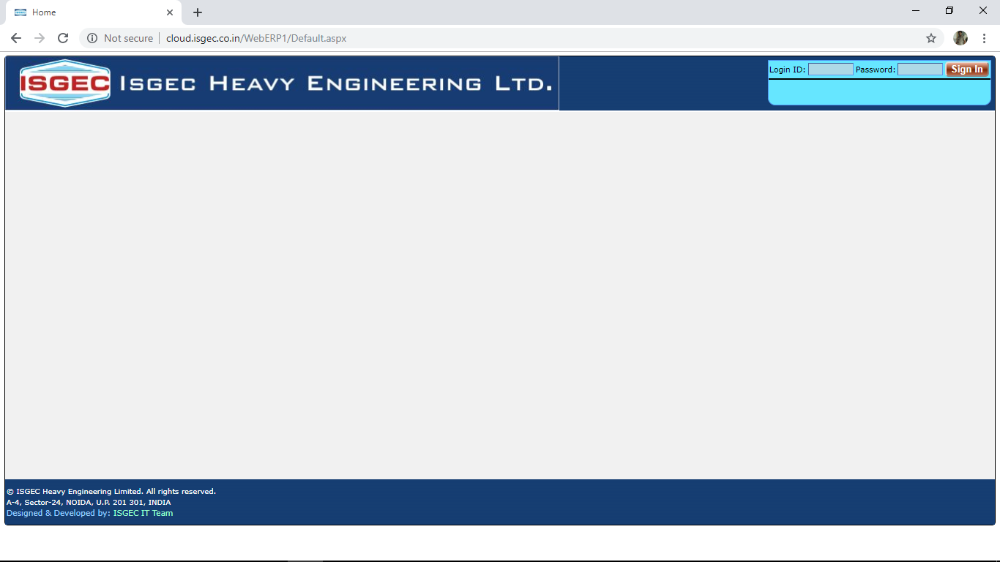 Home
Not secure cloud.isgec.co.in/WebERP1/Default.aspx
ISGEC ISGEC HEAVY ENGINEERING LTD.
Login ID: Password: Sign In
© ISGEC Heavy Engineering Limited. All rights reserved.
A-4, Sector-24, NOIDA, U.P. 201 301, INDIA
Designed & Developed by: ISGEC IT Team